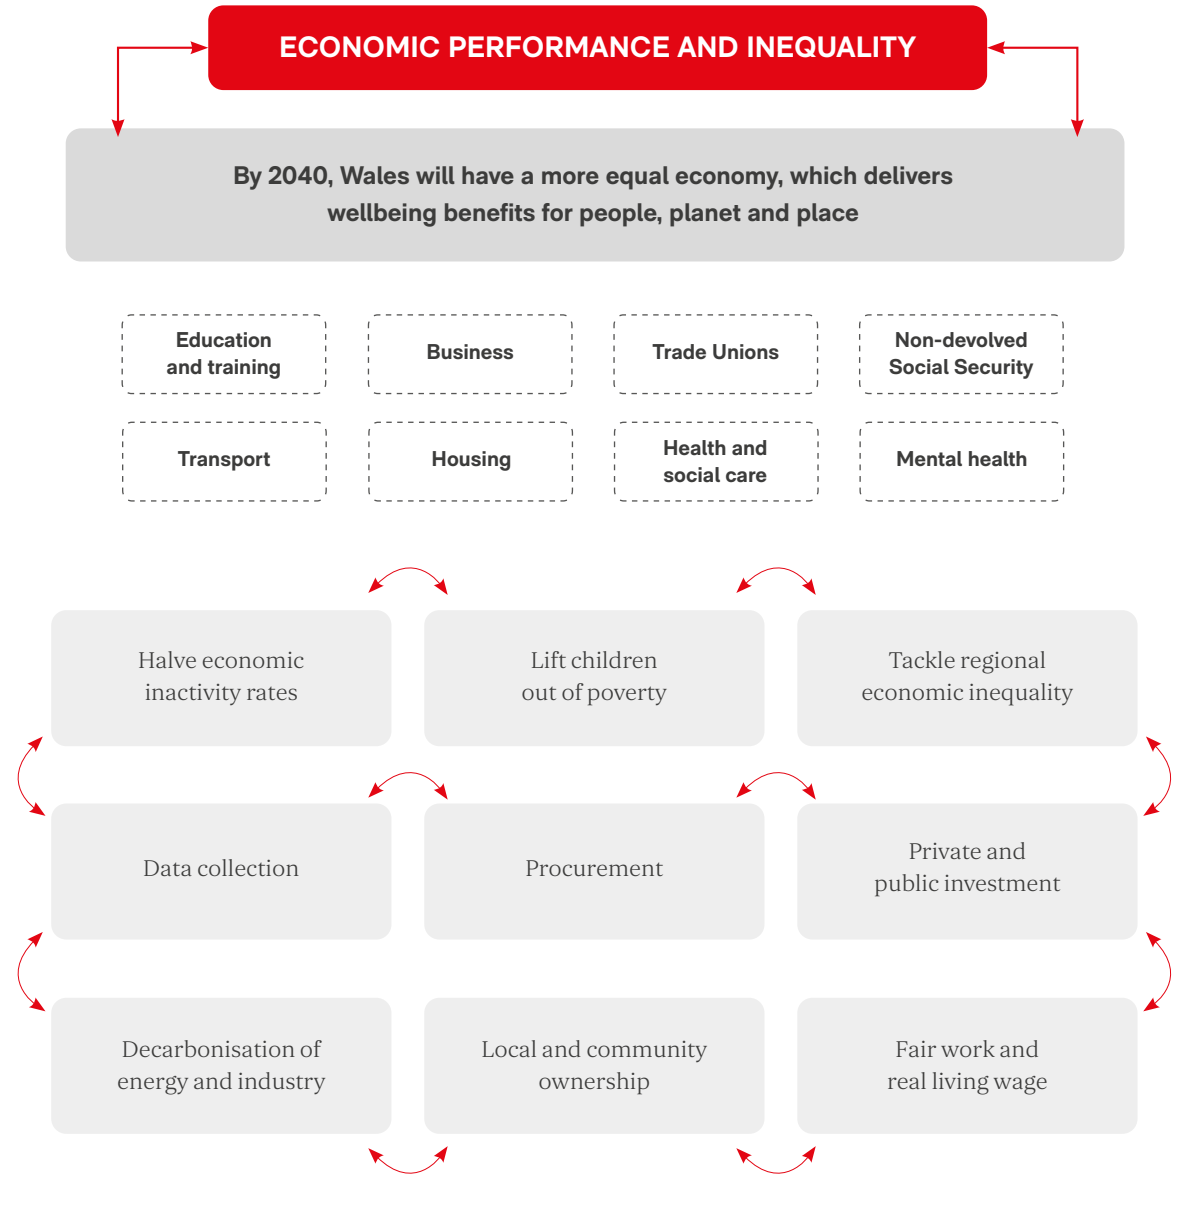 ECONOMIC PERFORMANCE AND INEQUALITY
By 2040, Wales will have a more equal economy, which delivers
wellbeing benefits for people, planet and place
Education
and training
Business
Trade Unions
Non-devolved
Social Security
Transport
Housing
Health and
social care
Mental health
Halve economic
inactivity rates
Lift children
out of poverty
Tackle regional
economic inequality
Data collection
Procurement
Private and
public investment
Decarbonisation of
energy and industry
Local and community
ownership
Fair work and
real living wage